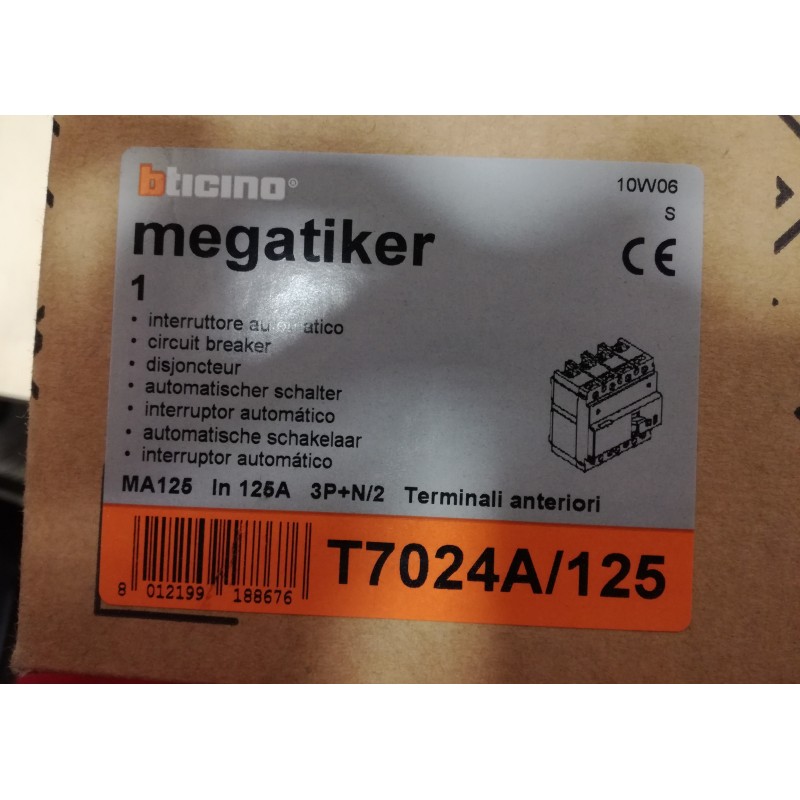 bticino®
10W06
S
megatiker
CE
1
• interruttore automatico
• circuit breaker
• disjoncteur
• automatischer schalter
• interruptor automático
• automatische schakelaar
• interruptor automático
MA125 In 125A 3P+N/2 Terminali anteriori
8 012199 188676
T7024A/125